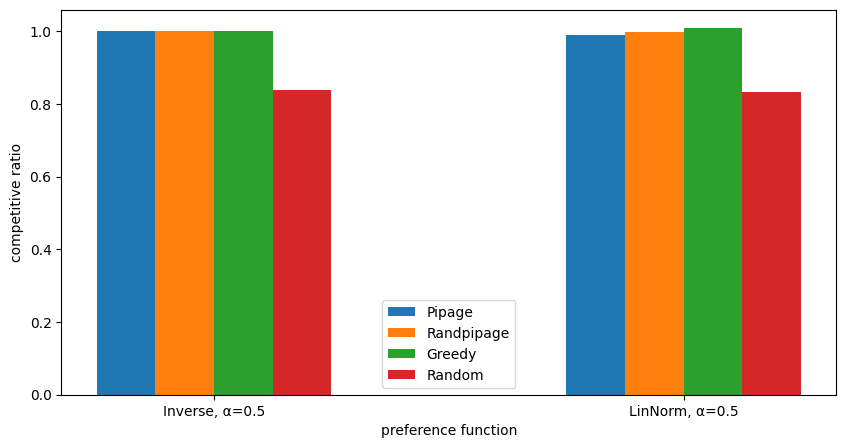 competitive ratio
1.0
0.8
0.6
0.4
0.2
0.0
Pipage
Randpipage
Greedy
Random
Inverse, α=0.5
LinNorm, α=0.5
preference function